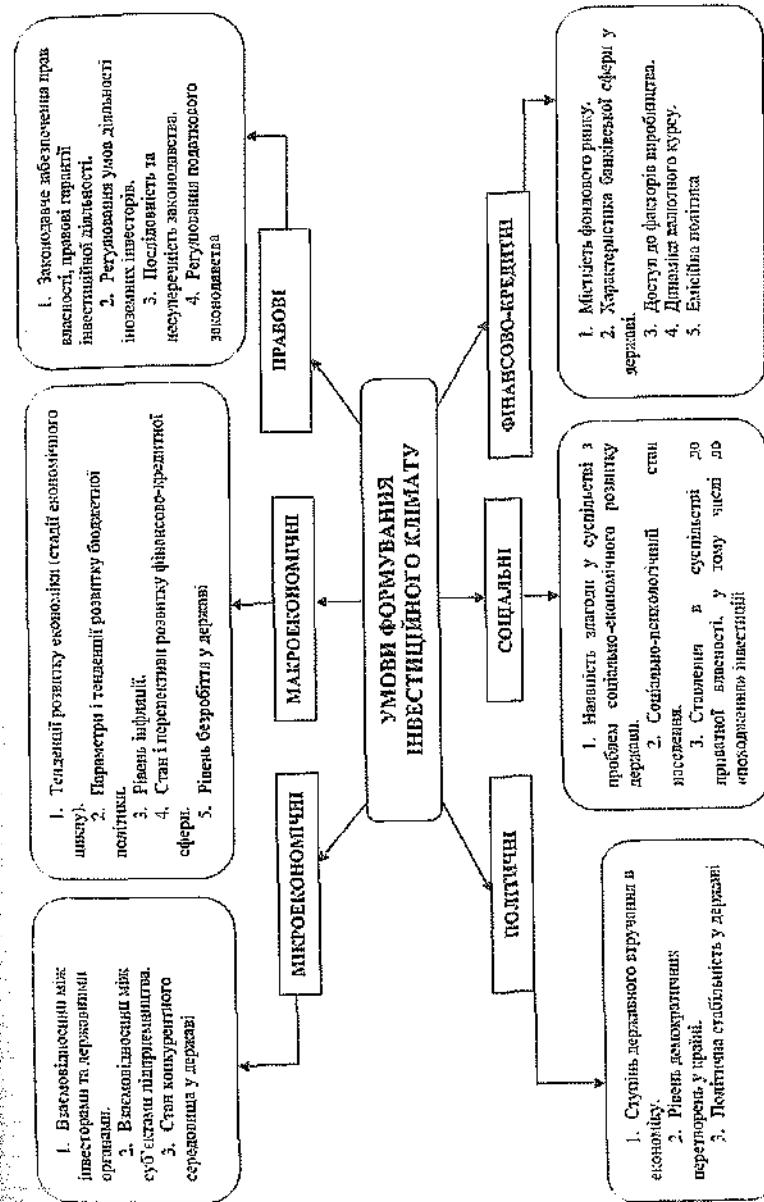 1. Взаємовідносини між
інвесторами та державними
органами.
2. Взаємовідносини між
суб'єктами підприємництва.
3. Стан конкурентного
середовища у державі
1. Тенденції розвитку економіки (стадії економічного
циклу).
2. Параметри і тенденції розвитку бюджетної
політики.
3. Рівень інфляції.
4. Стан і перспективи розвитку фінансово-кредитної
сфери.
5. Рівень безробіття у державі
1. Законодавче забезпечення прав
власності, правові гарантії
інвестиційної діяльності.
2. Регулювання умов діяльності
іноземних інвесторів.
3. Послідовність та
несуперечність законодавства.
4. Регулювання податкового
законодавства
МІКРОЕКОНОМІЧНІ
МАКРОЕКОНОМІЧНІ
ПРАВОВІ
УМОВИ ФОРМУВАННЯ
ІНВЕСТИЦІЙНОГО КЛІМАТУ
ПОЛІТИЧНІ
СОЦІАЛЬНІ
ФІНАНСОВО-КРЕДИТНІ
1. Ступінь державного втручання в
економіку.
2. Рівень демократичних
перетворень у країні.
3. Політична стабільність у державі
1. Наявність злагоди у суспільстві з
проблем соціально-економічного розвитку
держави.
2. Соціально-психологічний стан
населення.
3. Ставлення в суспільстві до
приватної власності, у тому числі до
«походження» інвестицій
1. Місткість фондового ринку.
2. Характеристика банківської сфери у
державі.
3. Доступ до факторів виробництва.
4. Динаміка валютного курсу.
5. Емісійна політика